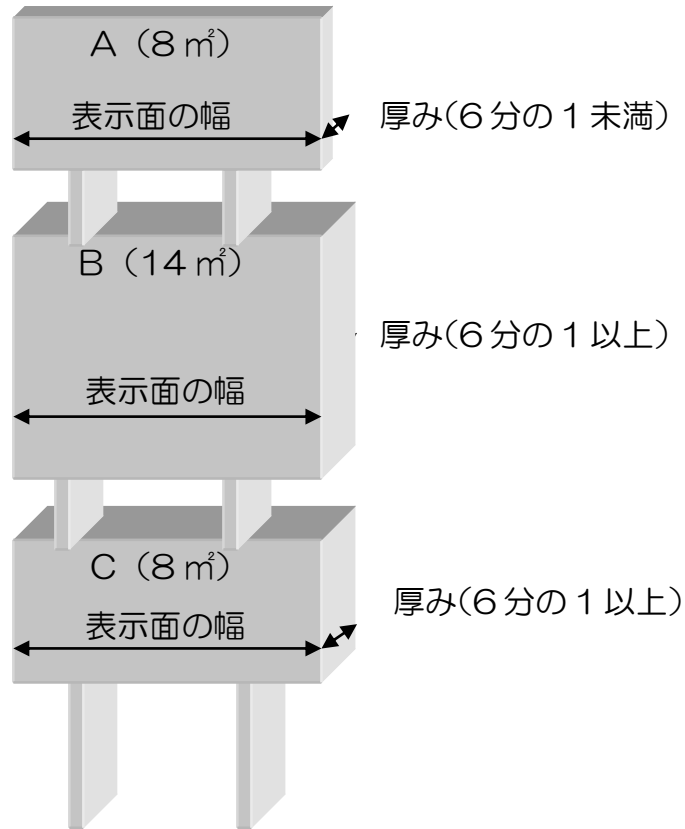 A（8㎡）
表示面の幅
厚み（6分の1未満）
B（14㎡）
厚み（6分の1以上）
表示面の幅
C（8㎡）
厚み（6分の1以上）
表示面の幅